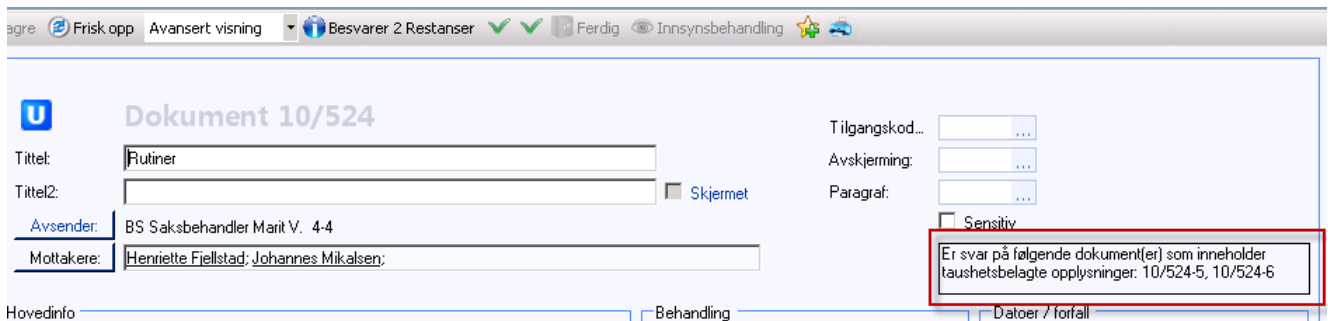 agre Frisk opp Avansert visning Besvarer 2 Restanser Ferdig Innsynsbehandling
U Dokument 10/524
Tilgangskod... ...
Tittel: Rutiner
Avskjerming: ...
Tittel2: Skjermet
Paragraf: ...
Avsender: BS Saksbehandler Marit V. 4-4
Sensitiv
Mottakere: Henriette Fjellstad; Johannes Mikalsen;
Er svar på følgende dokument(er) som inneholder
taushetsbelagte opplysninger: 10/524-5, 10/524-6
Hovedinfo Behandling Datoer / forfall